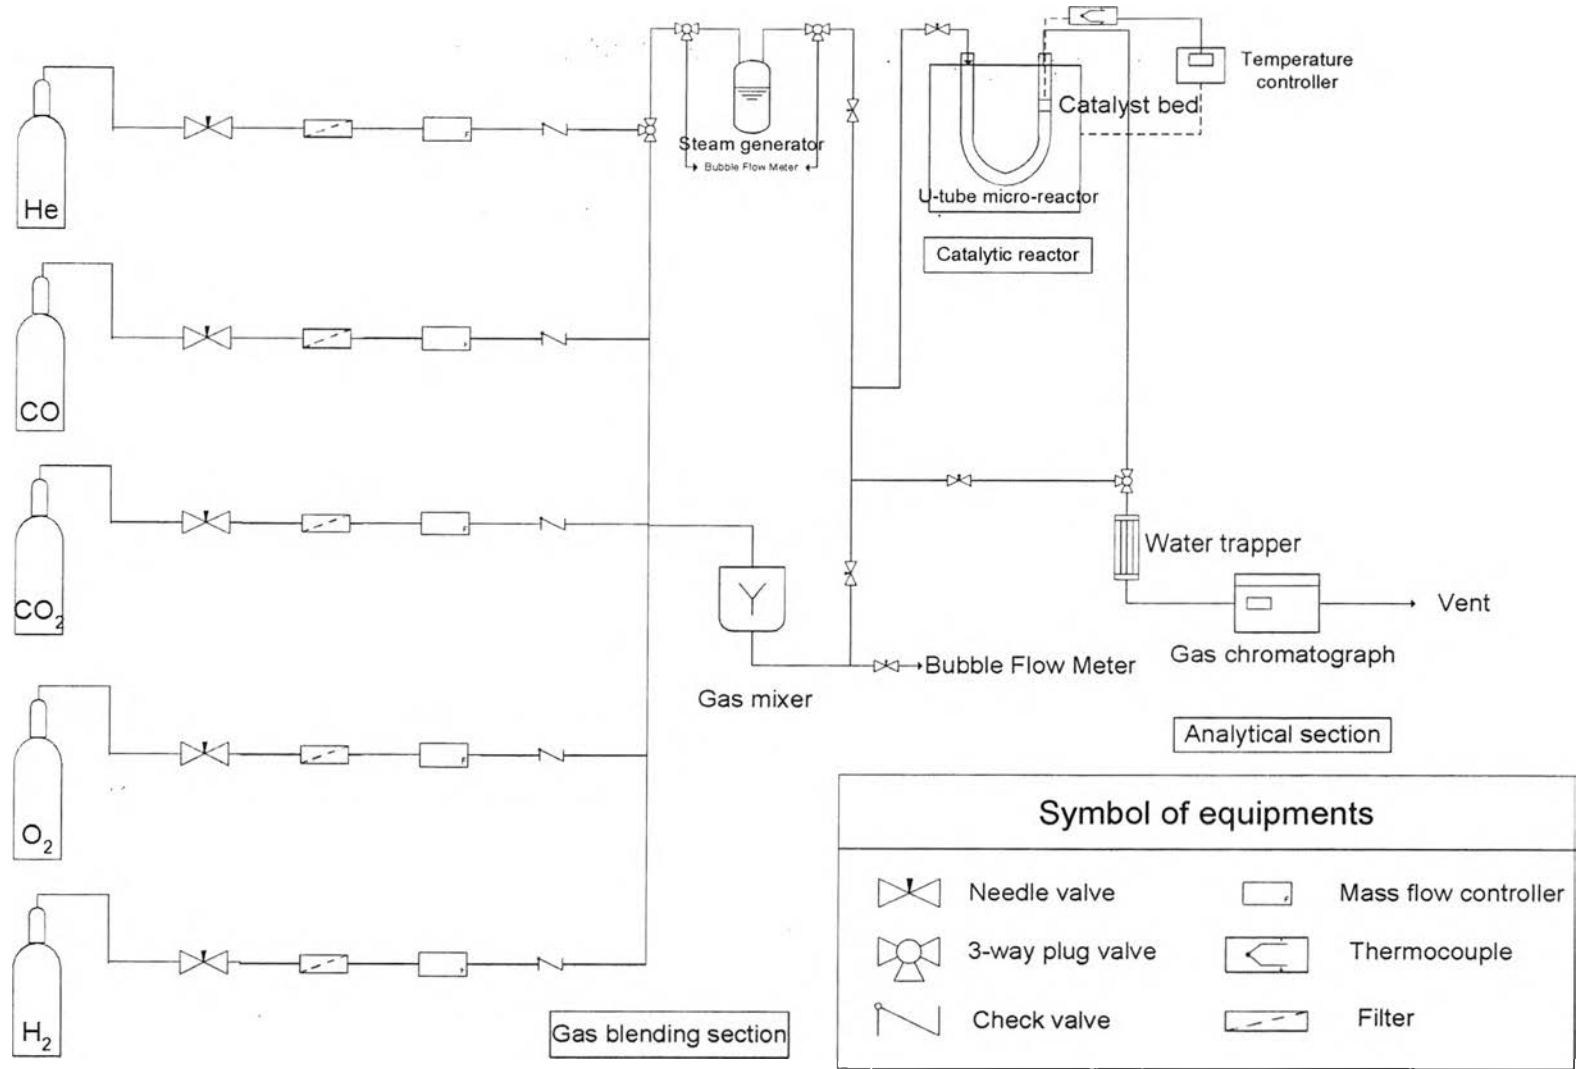 Temperature
controller
Catalyst bed
Steam generator
Bubble Flow Meter
U-tube micro-reactor
Catalytic reactor
He
F
CO
F
CO2
F
Water trapper
Vent
Gas chromatograph
Bubble Flow Meter
Gas mixer
Analytical section
O2
F
H2
F
Gas blending section
Symbol of equipments
Needle valve
F
Mass flow controller
3-way plug valve
Thermocouple
Check valve
Filter